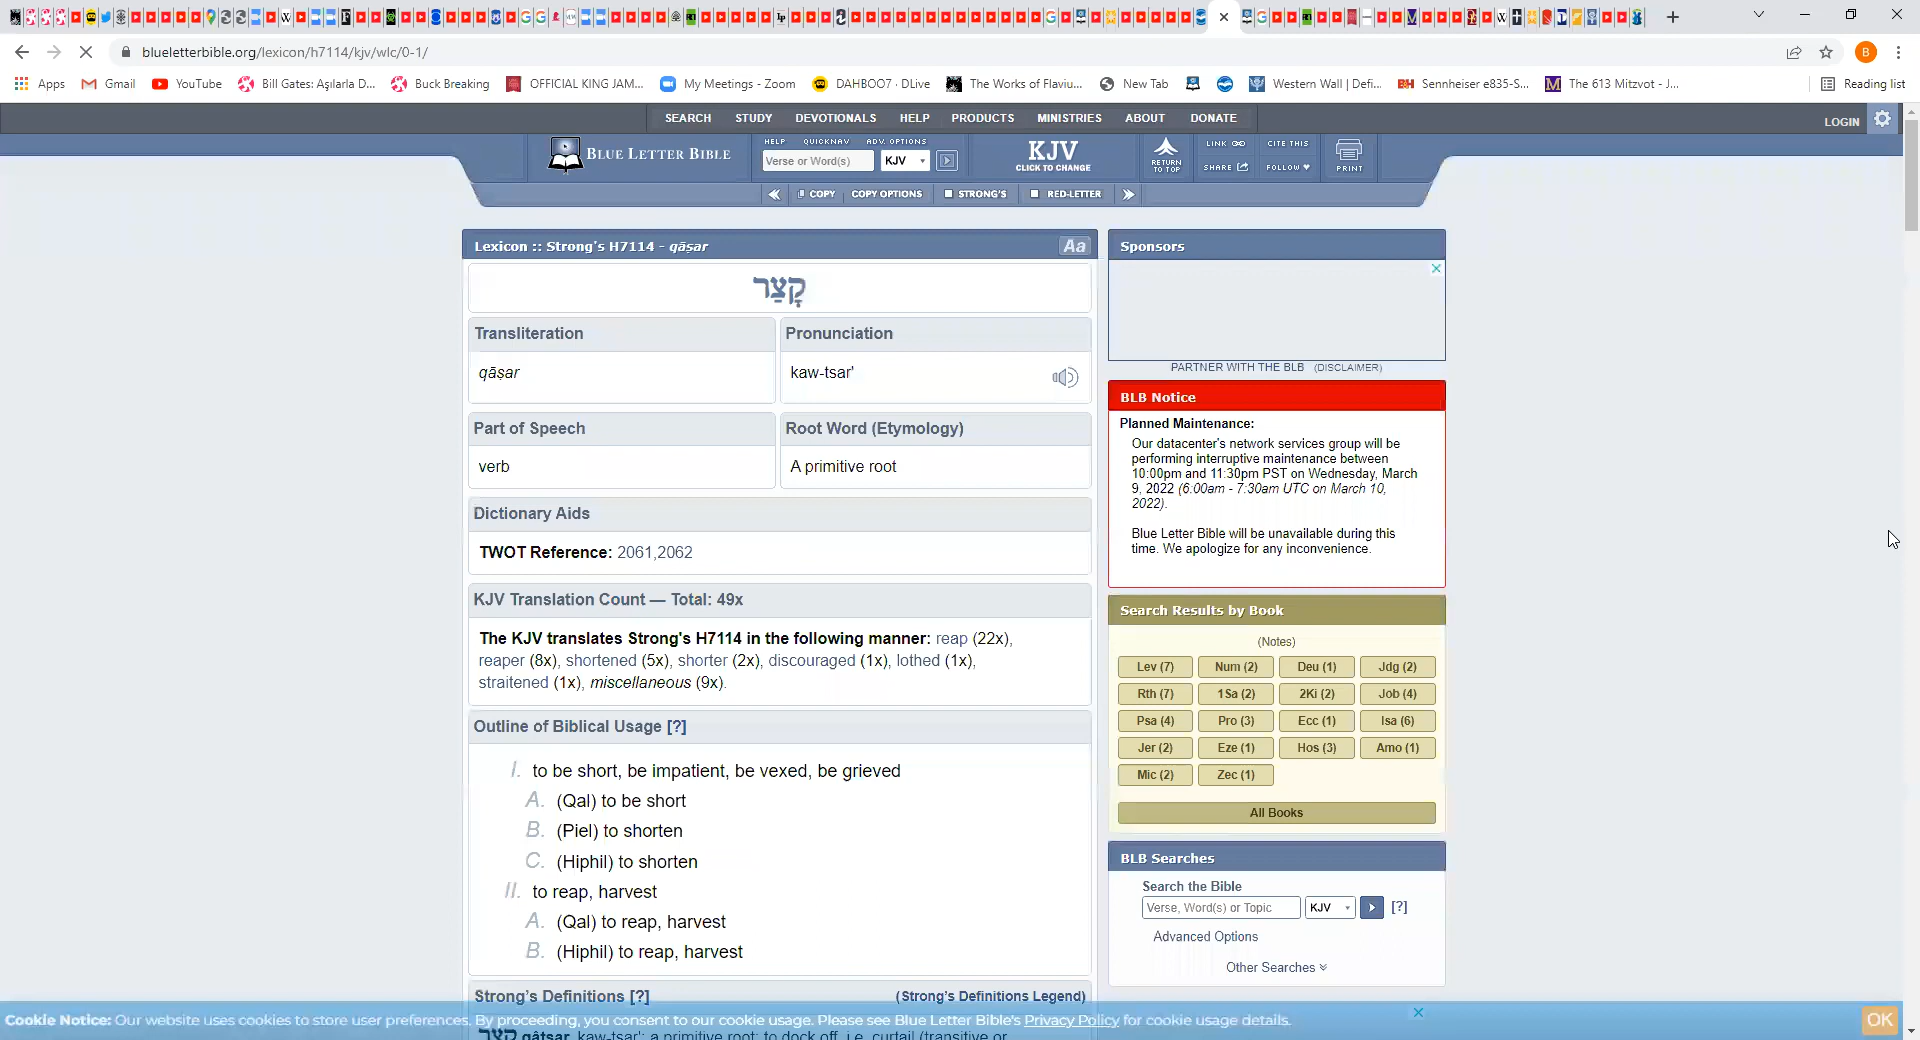 blueletterbible.org/lexicon/h7114/kjv/wlc/0-1/
B
Apps Gmail YouTube Bill Gates: Aşılarla D... Buck Breaking OFFICIAL KING JAM... My Meetings - Zoom DAHBOO7 · DLive The Works of Flaviu... New Tab Western Wall | Defi... Sennheiser e835-S... The 613 Mitzvot - J... Reading list
SEARCH STUDY DEVOTIONALS HELP PRODUCTS MINISTRIES ABOUT DONATE LOGIN
BLUE LETTER BIBLE
HELP QUICKNAV ADV. OPTIONS
Verse or Word(s) KJV
KJV
CLICK TO CHANGE
RETURN
TO TOP
LINK CITE THIS
SHARE FOLLOW PRINT
COPY COPY OPTIONS STRONG'S RED-LETTER
Lexicon :: Strong's H7114 - qāṣar Aa
קָצַר
Transliteration Pronunciation
qāṣar kaw-tsar'
Part of Speech Root Word (Etymology)
verb A primitive root
Dictionary Aids
TWOT Reference: 2061,2062
KJV Translation Count — Total: 49x
The KJV translates Strong's H7114 in the following manner: reap (22x),
reaper (8x), shortened (5x), shorter (2x), discouraged (1x), lothed (1x),
straitened (1x), miscellaneous (9x).
Outline of Biblical Usage [?]
I. to be short, be impatient, be vexed, be grieved
A. (Qal) to be short
B. (Piel) to shorten
C. (Hiphil) to shorten
II. to reap, harvest
A. (Qal) to reap, harvest
B. (Hiphil) to reap, harvest
Strong's Definitions [?] (Strong's Definitions Legend)
קָצַר qâtsar, kaw-tsar'; a primitive root; to dock off, i.e. curtail (transitive or
Sponsors
PARTNER WITH THE BLB (DISCLAIMER)
BLB Notice
Planned Maintenance:
Our datacenter's network services group will be
performing interruptive maintenance between
10:00pm and 11:30pm PST on Wednesday, March
9, 2022 (6:00am - 7:30am UTC on March 10,
2022).
Blue Letter Bible will be unavailable during this
time. We apologize for any inconvenience.
Search Results by Book
(Notes)
Lev (7) Num (2) Deu (1) Jdg (2)
Rth (7) 1Sa (2) 2Ki (2) Job (4)
Psa (4) Pro (3) Ecc (1) Isa (6)
Jer (2) Eze (1) Hos (3) Amo (1)
Mic (2) Zec (1)
All Books
BLB Searches
Search the Bible
Verse, Word(s) or Topic KJV [?]
Advanced Options
Other Searches
Cookie Notice: Our website uses cookies to store user preferences. By proceeding, you consent to our cookie usage. Please see Blue Letter Bible's Privacy Policy for cookie usage details.
OK